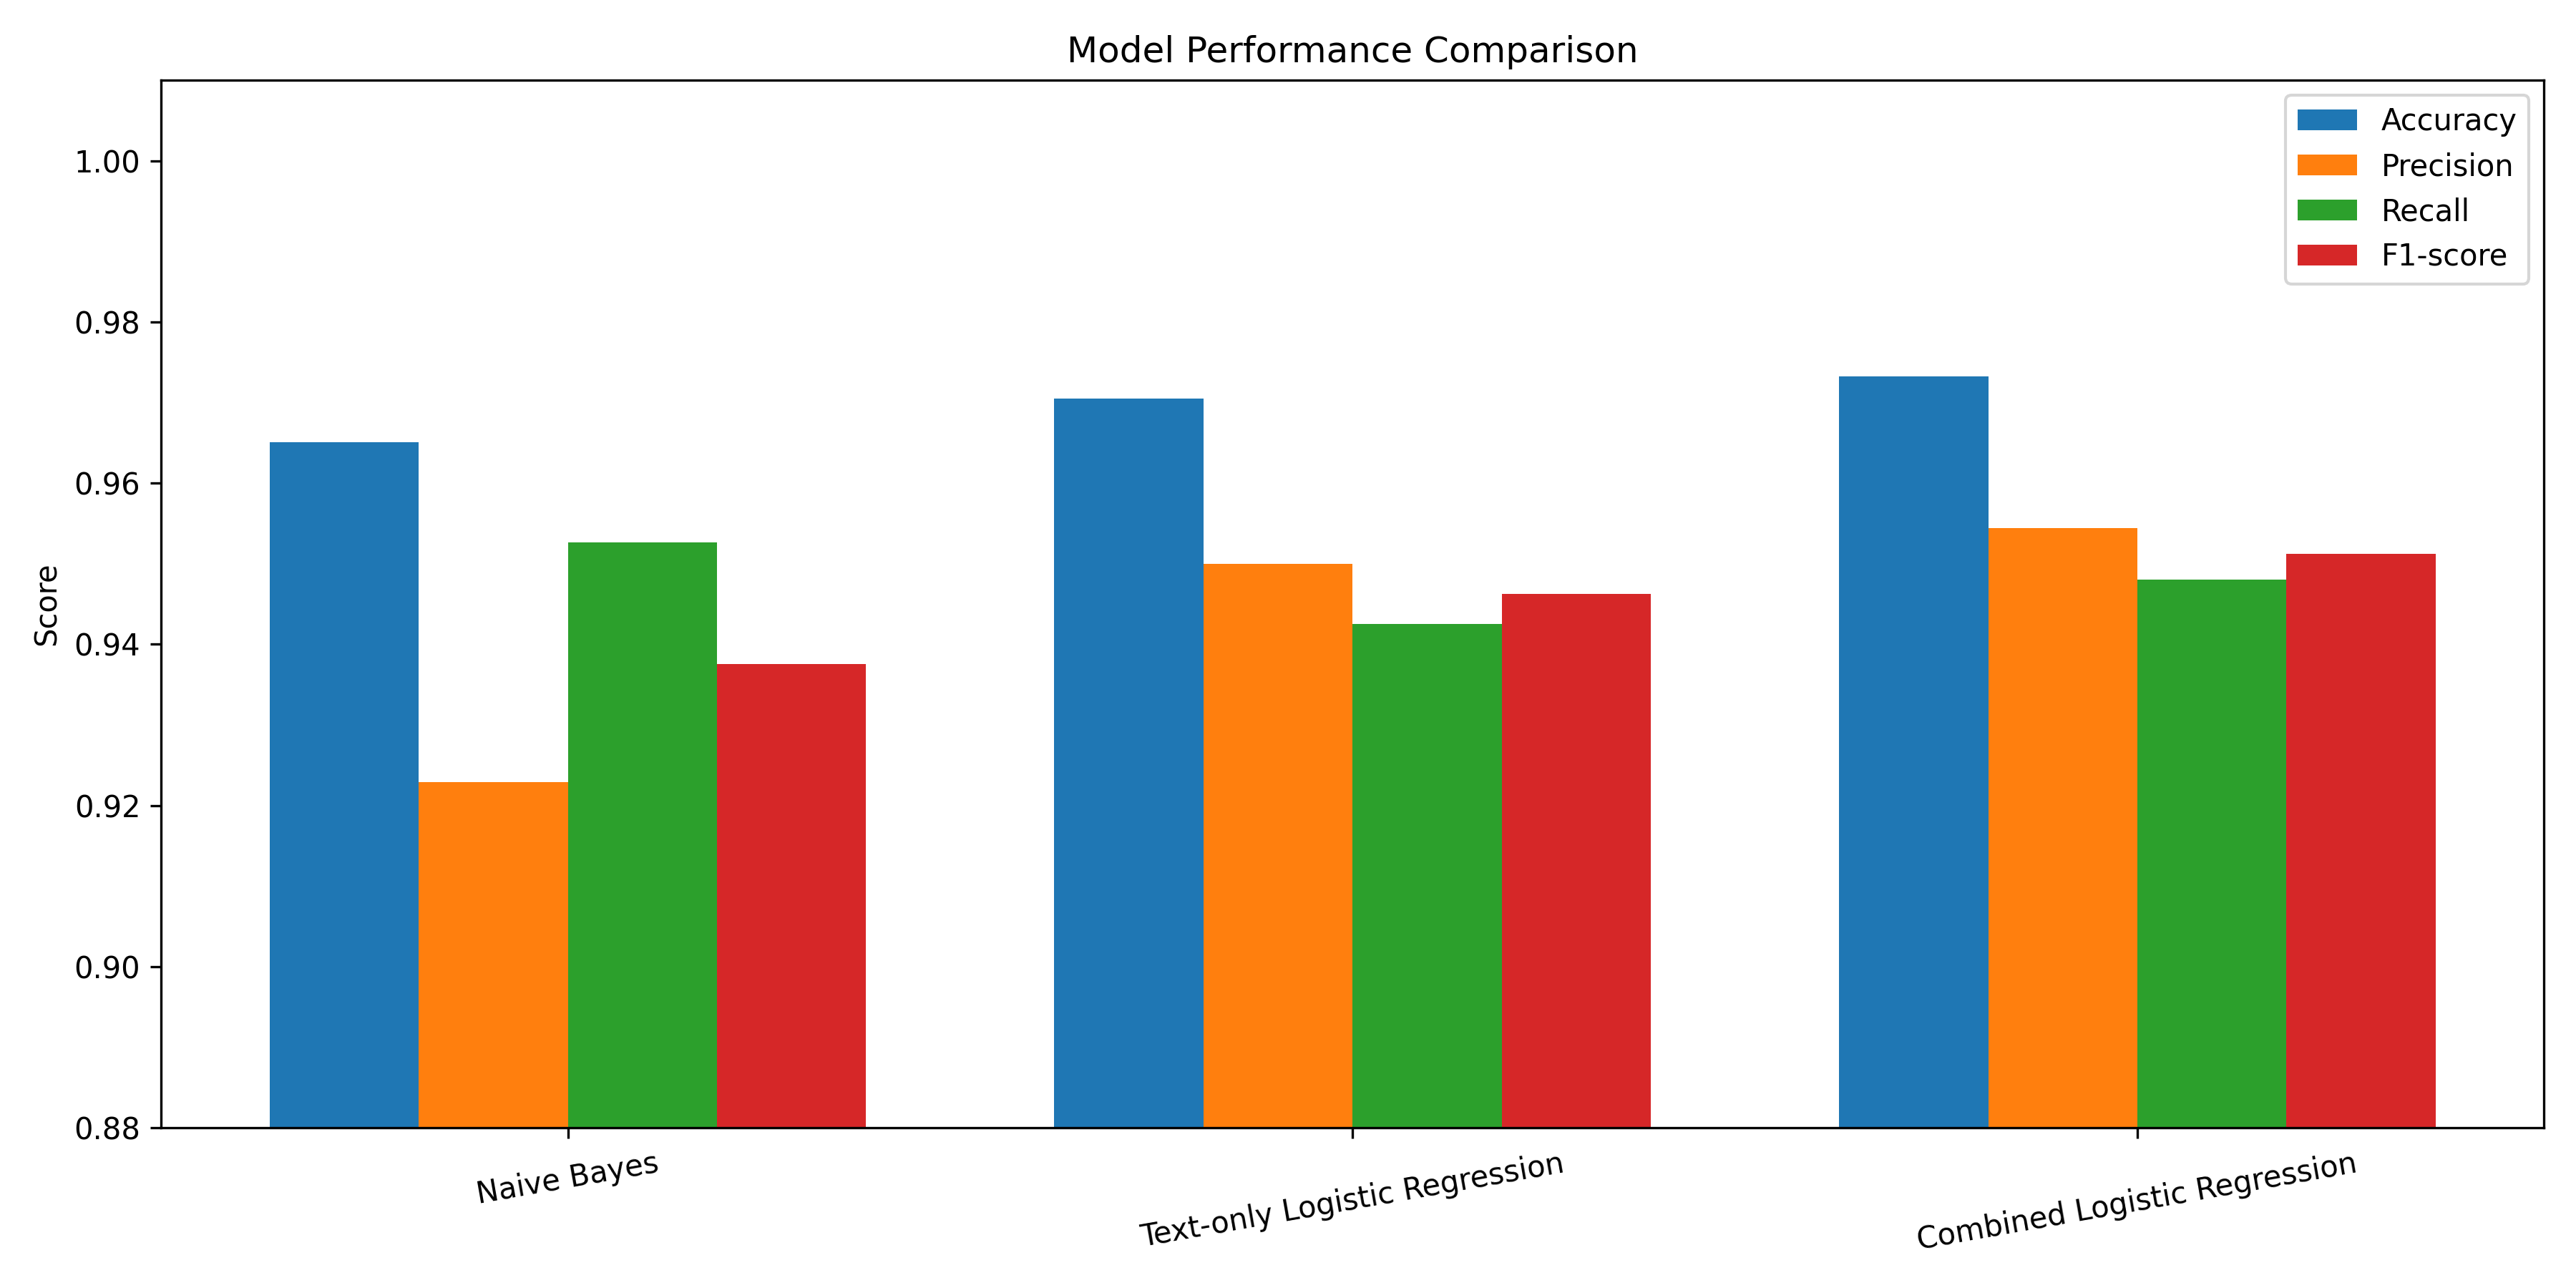 Model Performance Comparison
Accuracy
Precision
Recall
F1-score
Score
1.00
0.98
0.96
0.94
0.92
0.90
0.88
Naive Bayes
Text-only Logistic Regression
Combined Logistic Regression